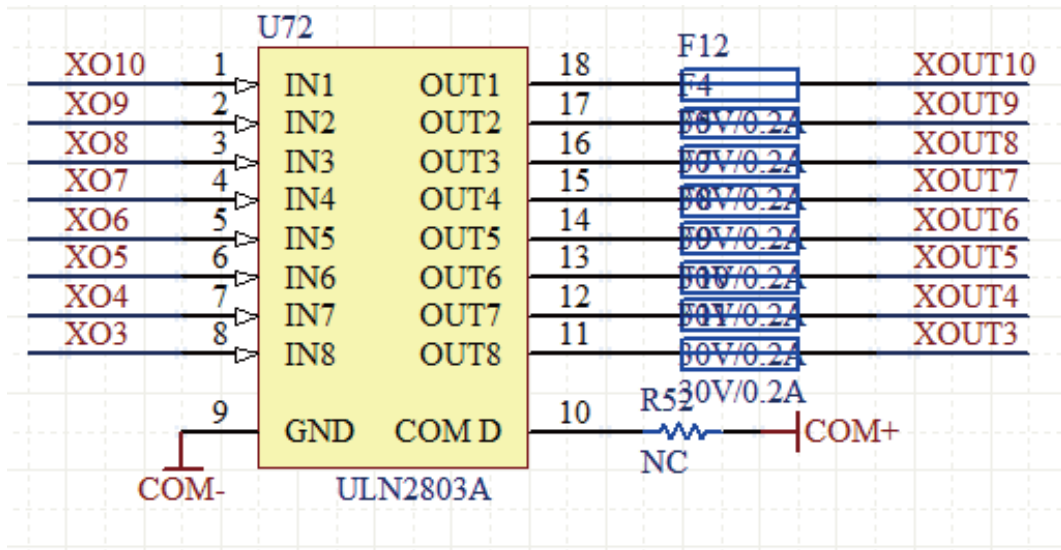 U72
F12
XO10 1 IN1 OUT1 18 F4 XOUT10
XO9 2 IN2 OUT2 17 XOUT9
XO8 3 IN3 OUT3 16 XOUT8
XO7 4 IN4 OUT4 15 XOUT7
XO6 5 IN5 OUT5 14 XOUT6
XO5 6 IN6 OUT6 13 XOUT5
XO4 7 IN7 OUT7 12 XOUT4
XO3 8 IN8 OUT8 11 30V/0.2A XOUT3
30V/0.2A
R52
9 GND COM D 10 COM+
NC
COM- ULN2803A